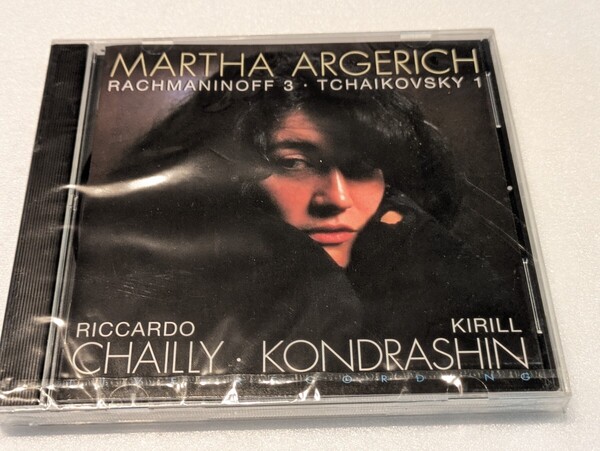 MARTHA ARGERICH
RACHMANINOFF 3 · TCHAIKOVSKY 1
RICCARDO KIRILL
CHAILLY · KONDRASHIN